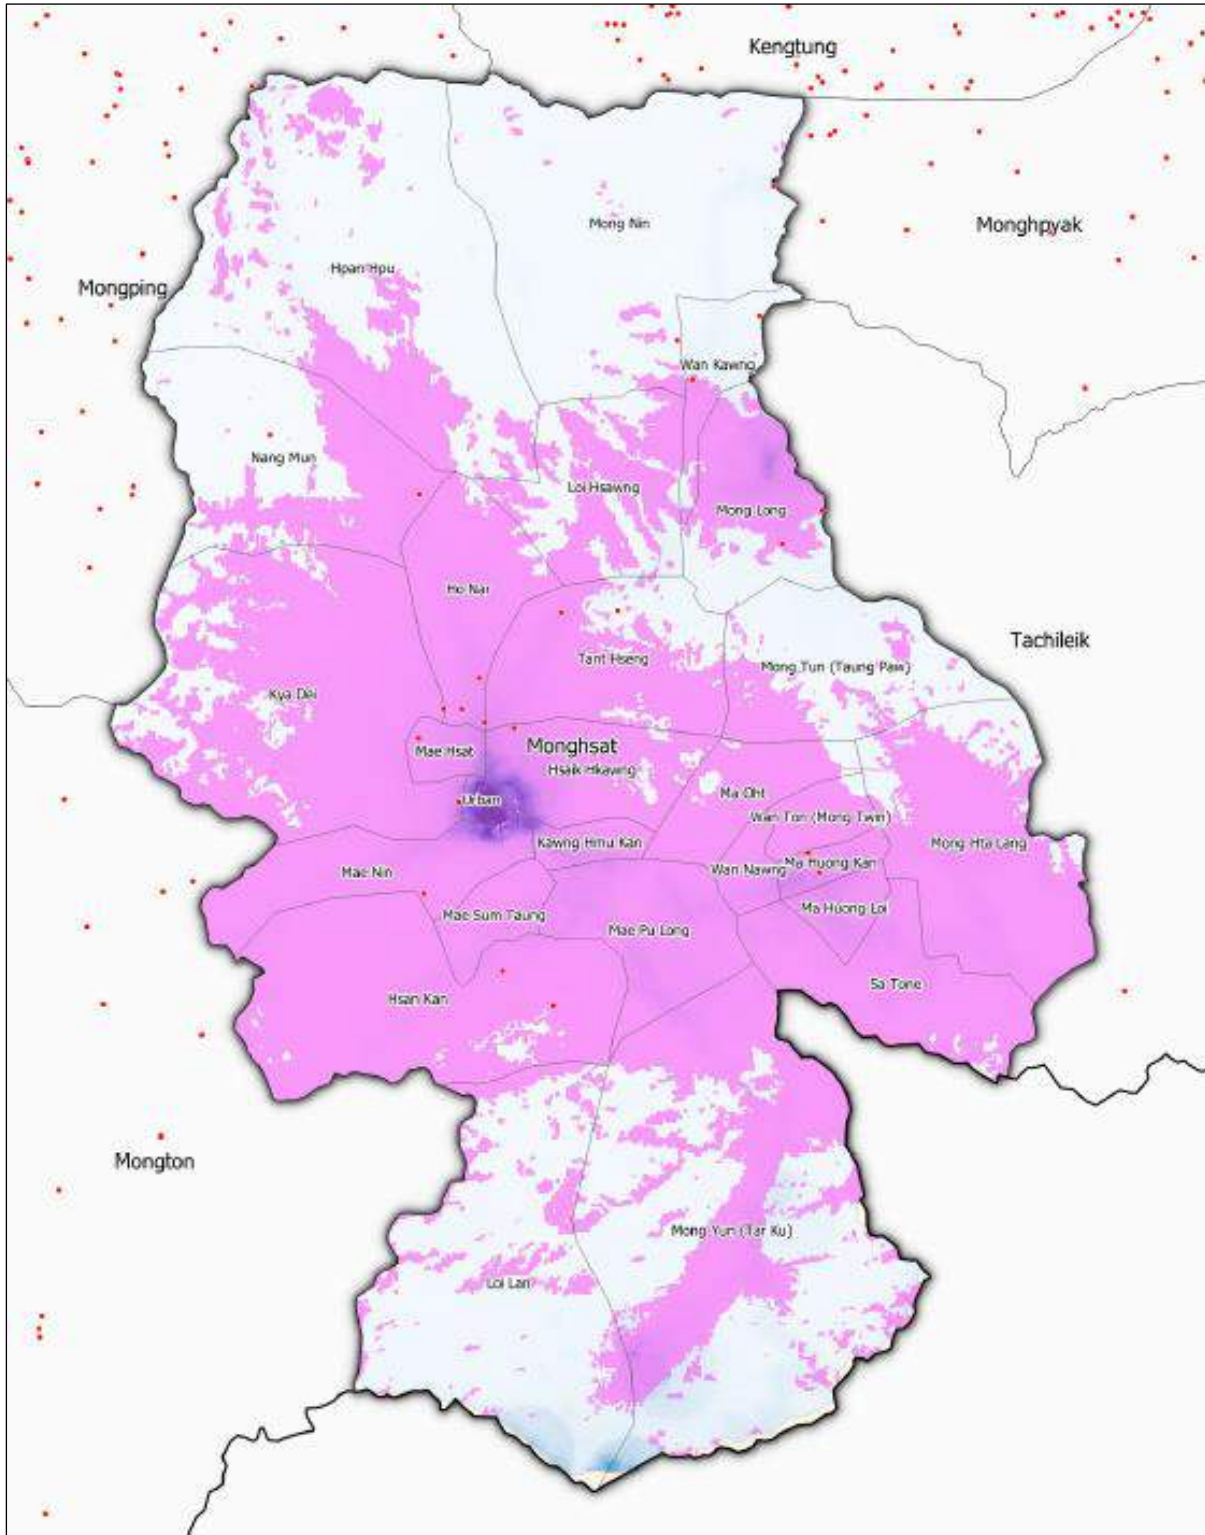 Kengtung
Mong Nin
Monghpyak
Hpan Hpu
Mongping
Wan Kawng
Nang Mun
Loi Hsawng
Mong Long
Ho Nar
Tachileik
Tant Hseng
Mong Tun (Taung Paw)
Kya Dei
Monghsat
Mae Hsat
Hsaik Hkawng
Ma Oht
Urban
Wan Ton (Mong Twin)
Kawng Hmu Kan
Mong Hta Lang
Mae Nin
Wan Nawng
Ma Huong Kan
Mae Sum Taung
Ma Huong Loi
Mae Pu Long
Sa Tone
Hsan Kan
Mongton
Mong Yun (Tar Ku)
Loi Lan